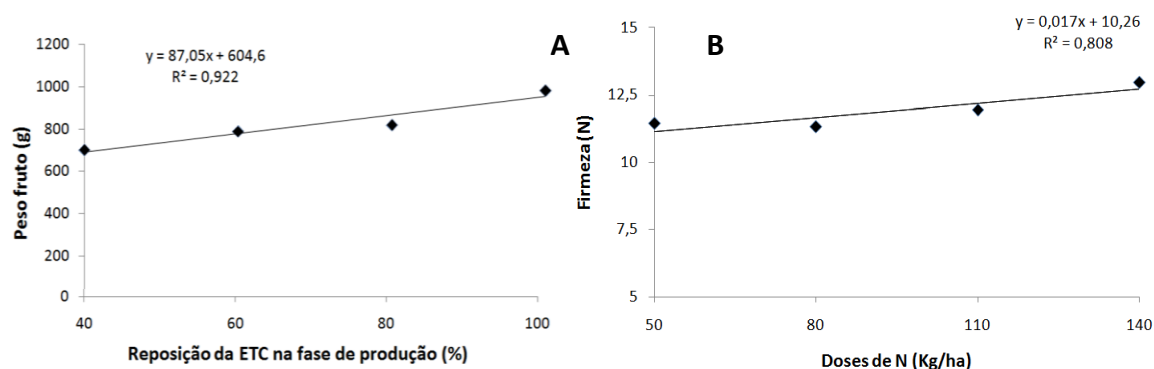 A
y = 87,05x + 604,6
R² = 0,922
Peso fruto (g)
1200
1000
800
600
400
200
0
40 60 80 100
Reposição da ETC na fase de produção (%)
B
y = 0,017x + 10,26
R² = 0,808
Firmeza (N)
15
12,5
10
7,5
5
50 80 110 140
Doses de N (Kg/ha)